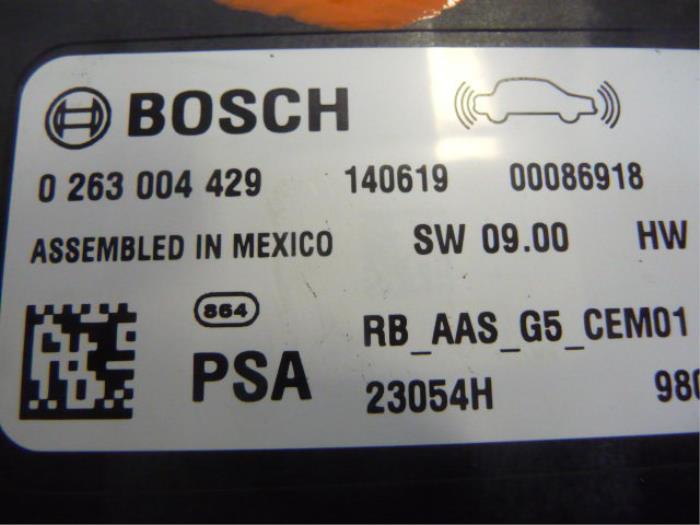 BOSCH
0 263 004 429 140619 00086918
ASSEMBLED IN MEXICO SW 09.00 HW
864
PSA RB_AAS_G5_CEM01
23054H 980